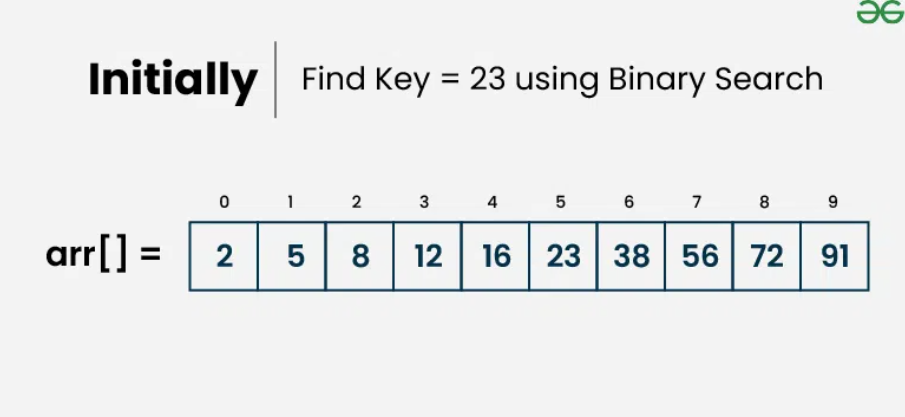 Initially
Find Key = 23 using Binary Search
0 1 2 3 4 5 6 7 8 9
arr[] = 2 5 8 12 16 23 38 56 72 91